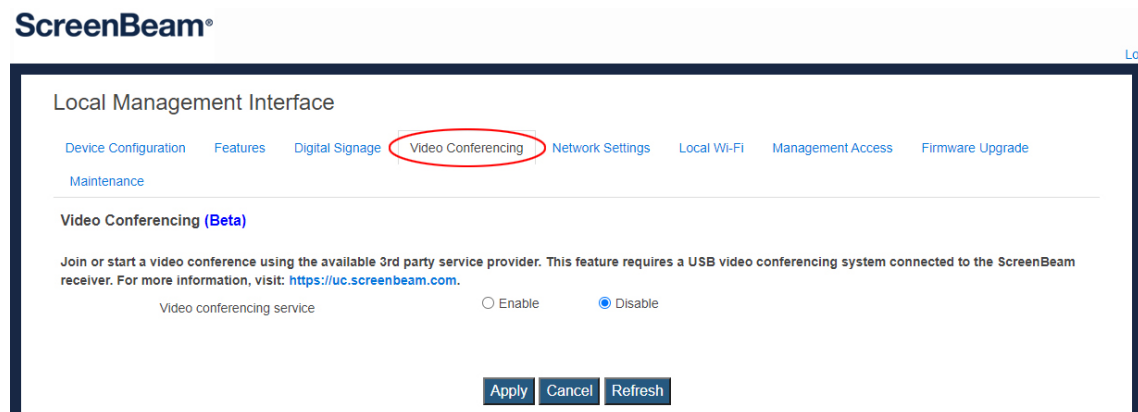 ScreenBeam®
Lo
Local Management Interface
Device Configuration Features Digital Signage Video Conferencing Network Settings Local Wi-Fi Management Access Firmware Upgrade
Maintenance
Video Conferencing (Beta)
Join or start a video conference using the available 3rd party service provider. This feature requires a USB video conferencing system connected to the ScreenBeam
receiver. For more information, visit: https://uc.screenbeam.com.
Video conferencing service Enable Disable
Apply Cancel Refresh